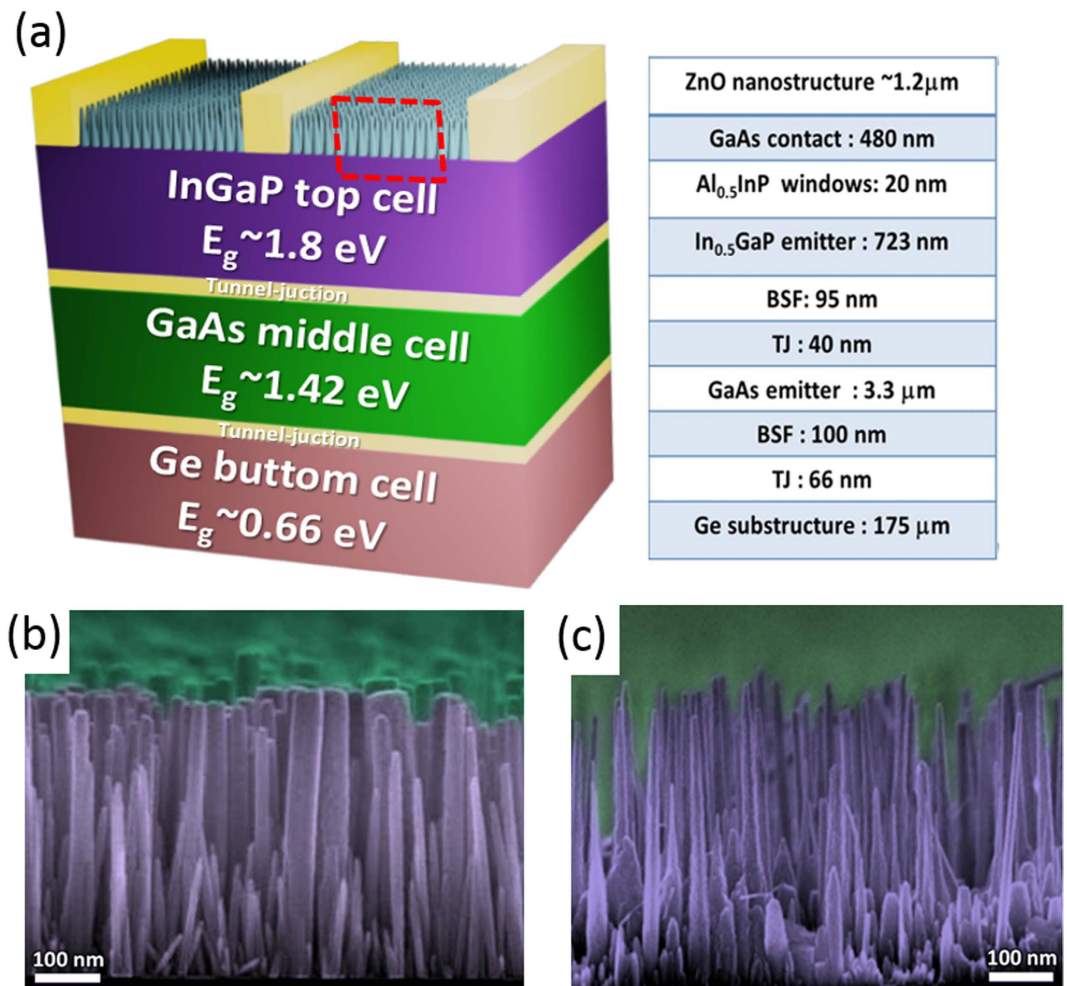 (a)
InGaP top cell
E_g~1.8 eV
Tunnel-juction
GaAs middle cell
E_g~1.42 eV
Tunnel-juction
Ge buttom cell
E_g~0.66 eV
ZnO nanostructure ~1.2μm
GaAs contact : 480 nm
Al₀.₅InP windows: 20 nm
In₀.₅GaP emitter : 723 nm
BSF: 95 nm
TJ : 40 nm
GaAs emitter : 3.3 μm
BSF : 100 nm
TJ : 66 nm
Ge substructure : 175 μm
(b)
100 nm
(c)
100 nm